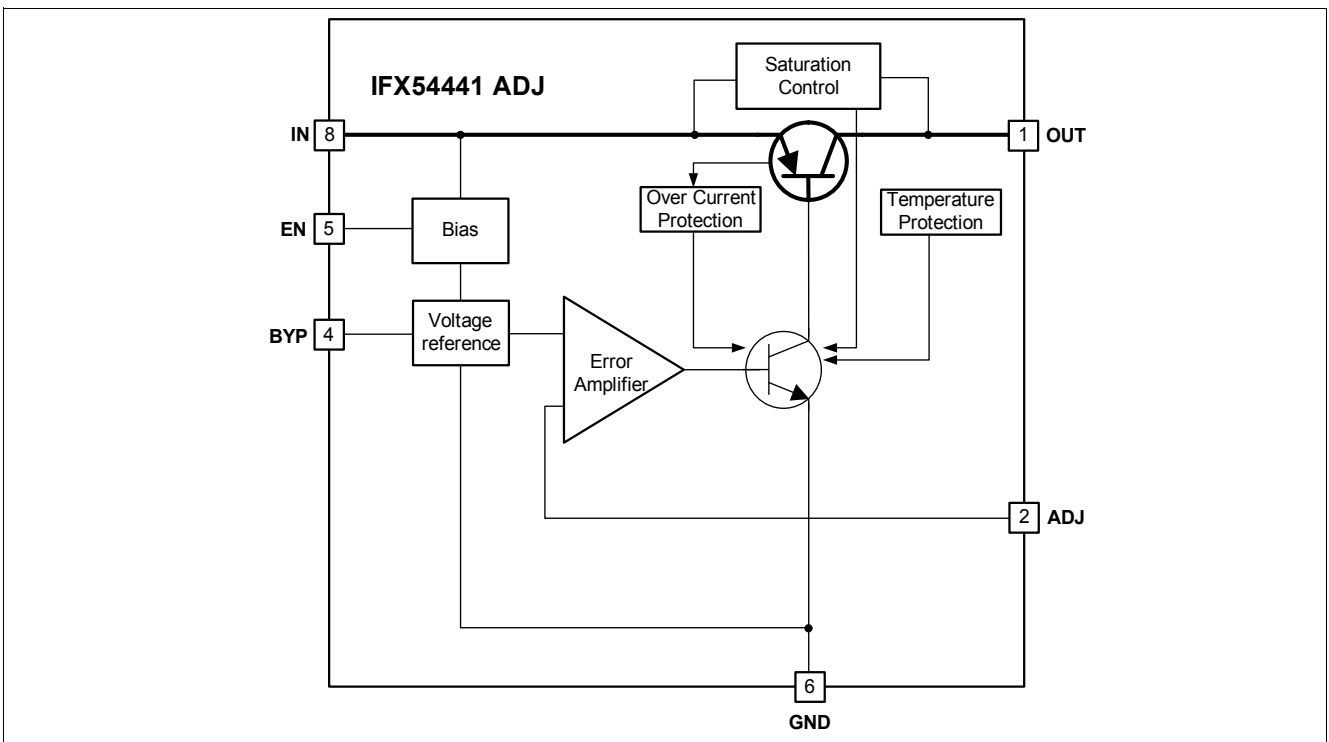 Saturation
Control
IFX54441 ADJ
IN 8
1 OUT
Over Current
Protection
Temperature
Protection
EN 5
Bias
BYP 4
Voltage
reference
Error
Amplifier
2 ADJ
6
GND